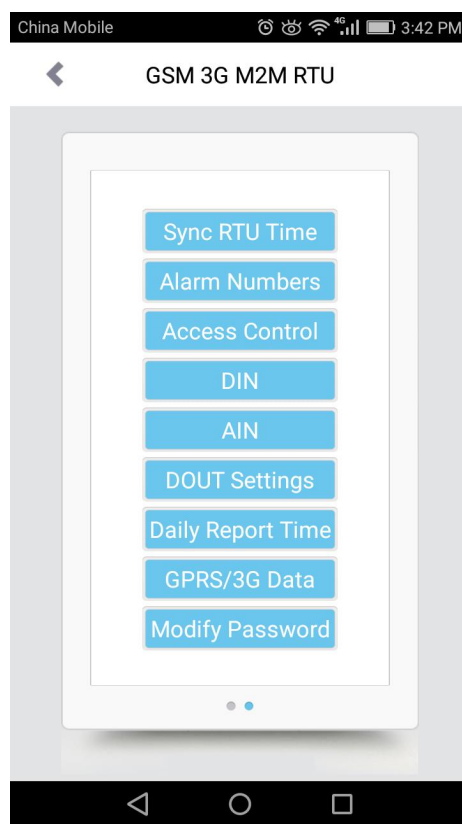 China Mobile 4G 3:42 PM
GSM 3G M2M RTU
Sync RTU Time
Alarm Numbers
Access Control
DIN
AIN
DOUT Settings
Daily Report Time
GPRS/3G Data
Modify Password